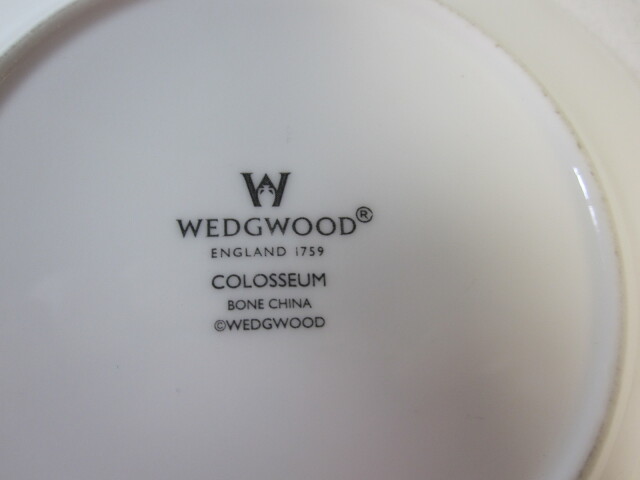 W
WEDGWOOD®
ENGLAND 1759
COLOSSEUM
BONE CHINA
©WEDGWOOD